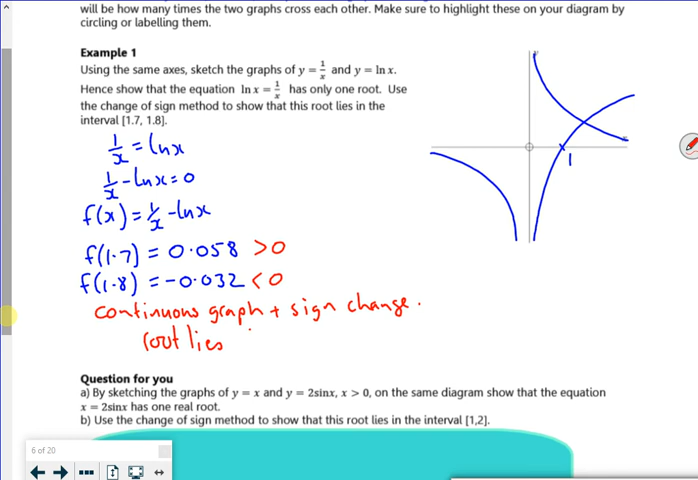 will be how many times the two graphs cross each other. Make sure to highlight these on your diagram by
circling or labelling them.
Example 1
Using the same axes, sketch the graphs of y = 1/x and y = ln x.
Hence show that the equation ln x = 1/x has only one root. Use
the change of sign method to show that this root lies in the
interval [1.7, 1.8].
1/x = lnx
1/x - lnx = 0
f(x) = 1/x - lnx
f(1.7) = 0.058 > 0
f(1.8) = -0.032 < 0
continuous graph + sign change.
root lies
1
Question for you
a) By sketching the graphs of y = x and y = 2sinx, x > 0, on the same diagram show that the equation
x = 2sinx has one real root.
b) Use the change of sign method to show that this root lies in the interval [1,2].
6 of 20